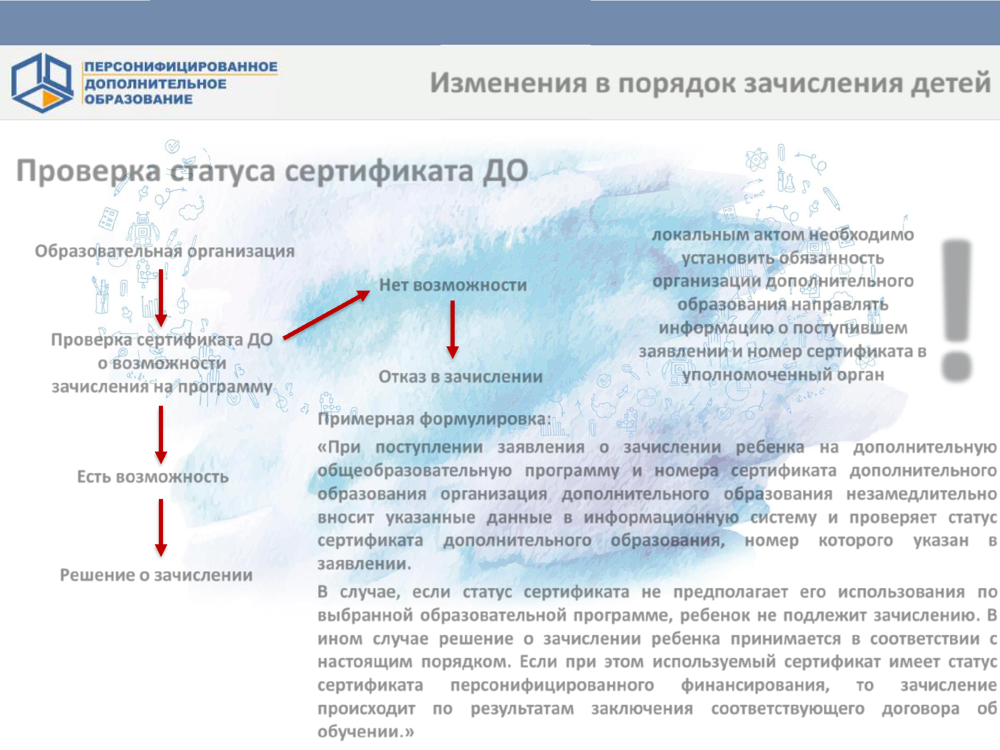 ПЕРСОНИФИЦИРОВАННОЕ
ДОПОЛНИТЕЛЬНОЕ
ОБРАЗОВАНИЕ
Изменения в порядок зачисления детей
Проверка статуса сертификата ДО
Образовательная организация
Проверка сертификата ДО
о возможности
зачисления на программу
Есть возможность
Решение о зачислении
Нет возможности
Отказ в зачислении
локальным актом необходимо
установить обязанность
организации дополнительного
образования направлять
информацию о поступившем
заявлении и номер сертификата в
уполномоченный орган
!
Примерная формулировка:
«При поступлении заявления о зачислении ребенка на дополнительную
общеобразовательную программу и номера сертификата дополнительного
образования организация дополнительного образования незамедлительно
вносит указанные данные в информационную систему и проверяет статус
сертификата дополнительного образования, номер которого указан в
заявлении.
В случае, если статус сертификата не предполагает его использования по
выбранной образовательной программе, ребенок не подлежит зачислению. В
ином случае решение о зачислении ребенка принимается в соответствии с
настоящим порядком. Если при этом используемый сертификат имеет статус
сертификата персонифицированного финансирования, то зачисление
происходит по результатам заключения соответствующего договора об
обучении.»